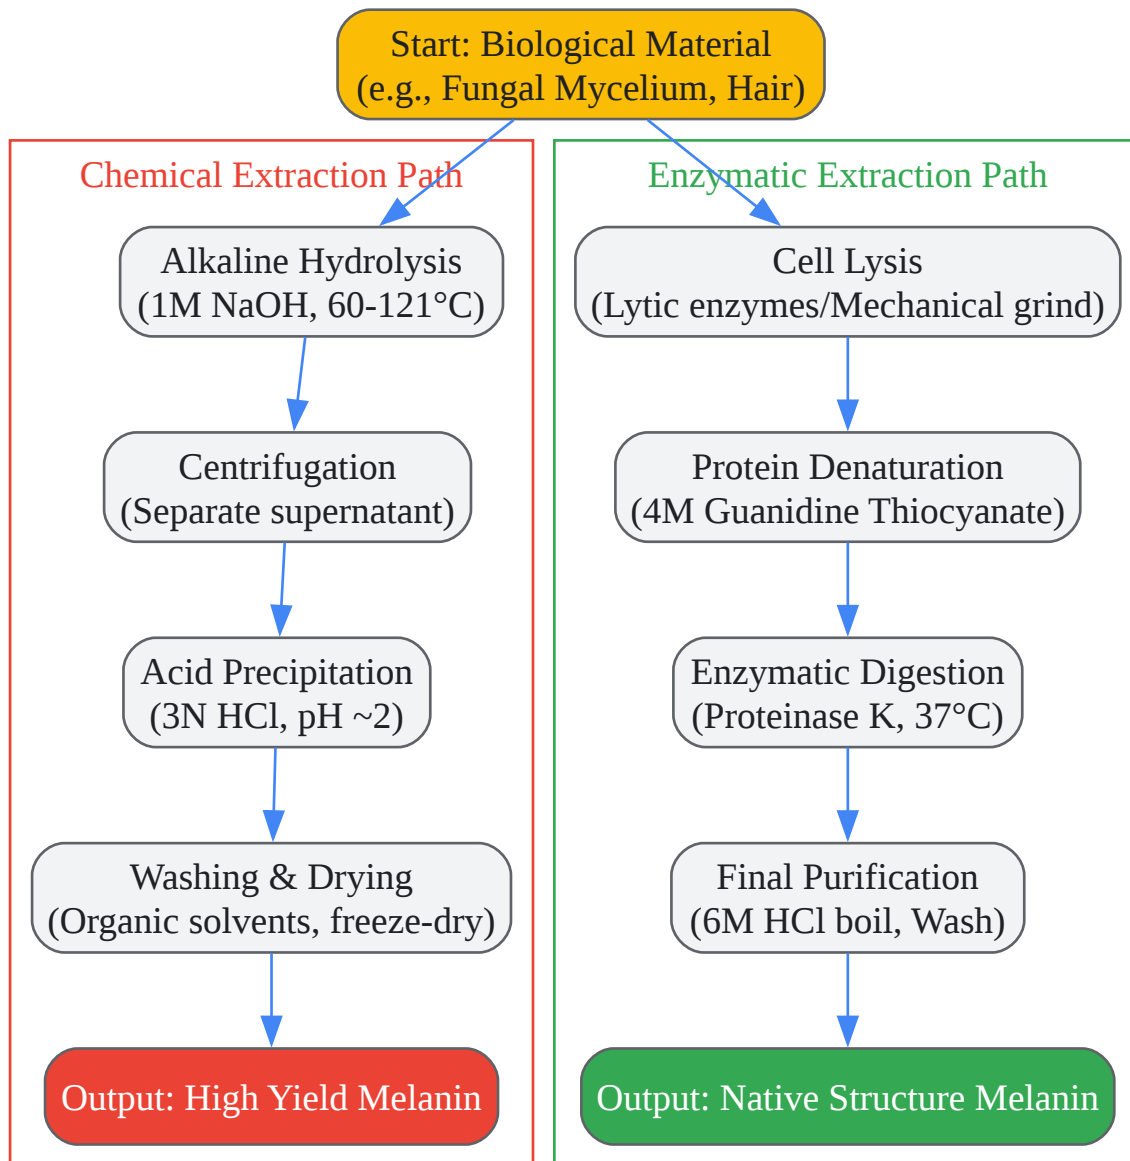 Start: Biological Material
(e.g., Fungal Mycelium, Hair)
Chemical Extraction Path
Alkaline Hydrolysis
(1M NaOH, 60-121°C)
Centrifugation
(Separate supernatant)
Acid Precipitation
(3N HCl, pH ~2)
Washing & Drying
(Organic solvents, freeze-dry)
Output: High Yield Melanin
Enzymatic Extraction Path
Cell Lysis
(Lytic enzymes/Mechanical grind)
Protein Denaturation
(4M Guanidine Thiocyanate)
Enzymatic Digestion
(Proteinase K, 37°C)
Final Purification
(6M HCl boil, Wash)
Output: Native Structure Melanin